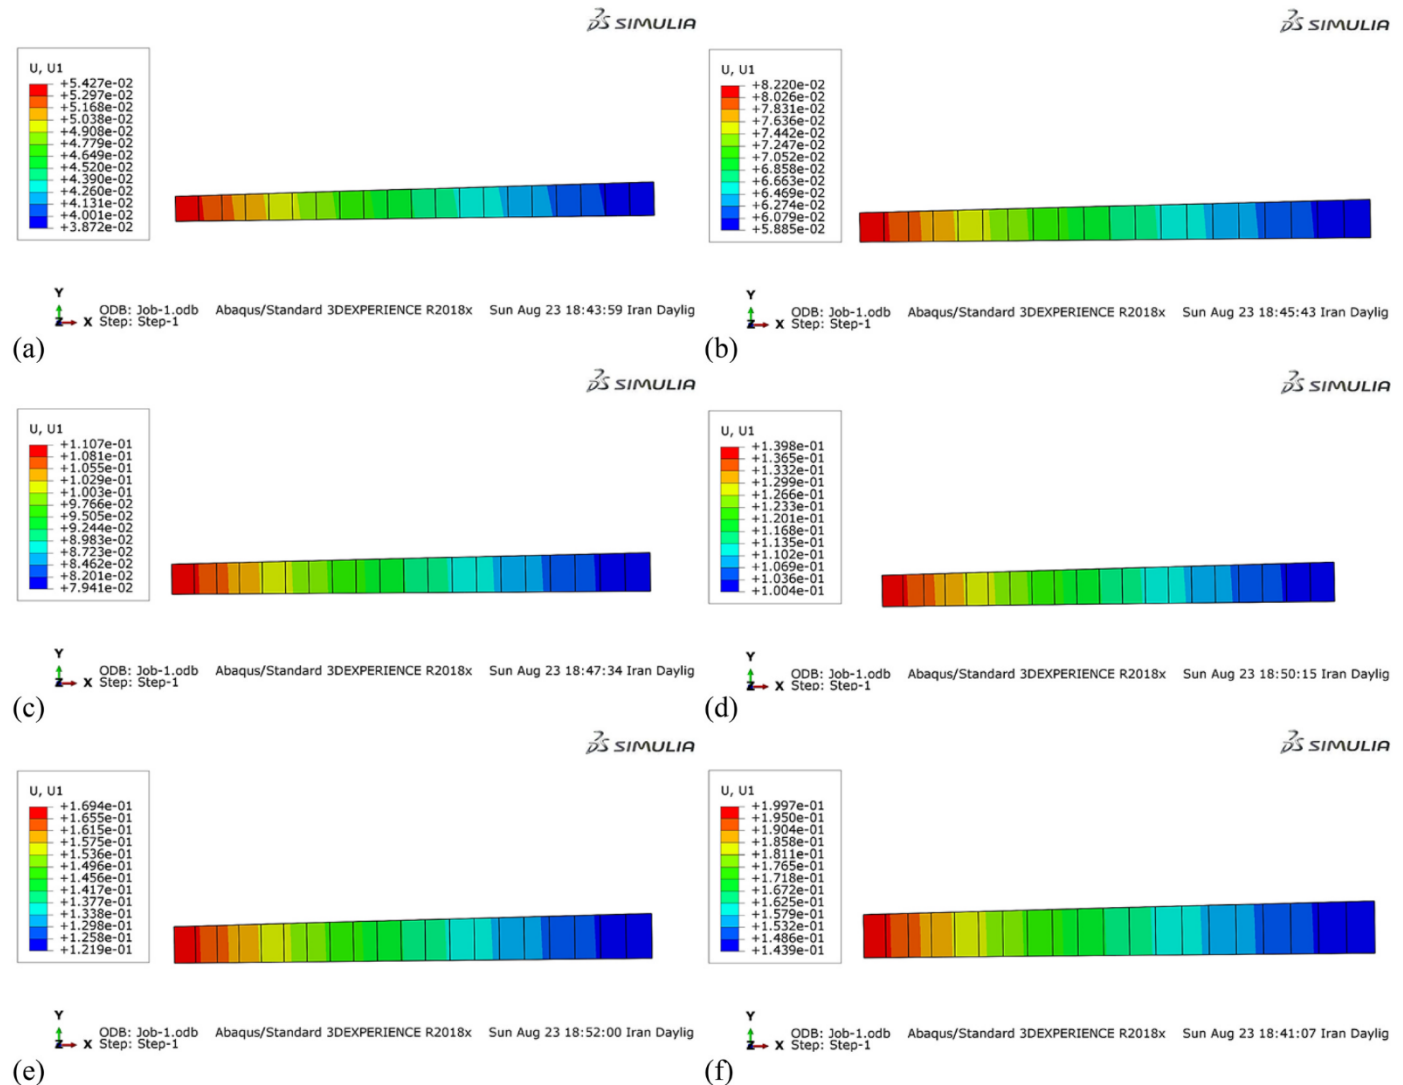 SIMULIA
U, U1
+5.427e-02
+5.297e-02
+5.168e-02
+5.038e-02
+4.908e-02
+4.779e-02
+4.649e-02
+4.520e-02
+4.390e-02
+4.260e-02
+4.131e-02
+4.001e-02
+3.872e-02
Y
Z X
ODB: Job-1.odb Abaqus/Standard 3DEXPERIENCE R2018x Sun Aug 23 18:43:59 Iran Daylig
Step: Step-1
(a)
SIMULIA
U, U1
+8.220e-02
+8.026e-02
+7.831e-02
+7.636e-02
+7.442e-02
+7.247e-02
+7.052e-02
+6.858e-02
+6.663e-02
+6.469e-02
+6.274e-02
+6.079e-02
+5.885e-02
Y
Z X
ODB: Job-1.odb Abaqus/Standard 3DEXPERIENCE R2018x Sun Aug 23 18:45:43 Iran Daylig
Step: Step-1
(b)
SIMULIA
U, U1
+1.107e-01
+1.081e-01
+1.055e-01
+1.029e-01
+1.003e-01
+9.766e-02
+9.505e-02
+9.244e-02
+8.983e-02
+8.723e-02
+8.462e-02
+8.201e-02
+7.941e-02
Y
Z X
ODB: Job-1.odb Abaqus/Standard 3DEXPERIENCE R2018x Sun Aug 23 18:47:34 Iran Daylig
Step: Step-1
(c)
SIMULIA
U, U1
+1.398e-01
+1.365e-01
+1.332e-01
+1.299e-01
+1.266e-01
+1.233e-01
+1.201e-01
+1.168e-01
+1.135e-01
+1.102e-01
+1.069e-01
+1.036e-01
+1.004e-01
Y
Z X
ODB: Job-1.odb Abaqus/Standard 3DEXPERIENCE R2018x Sun Aug 23 18:50:15 Iran Daylig
Step: Step-1
(d)
SIMULIA
U, U1
+1.694e-01
+1.655e-01
+1.615e-01
+1.575e-01
+1.536e-01
+1.496e-01
+1.456e-01
+1.417e-01
+1.377e-01
+1.338e-01
+1.298e-01
+1.258e-01
+1.219e-01
Y
Z X
ODB: Job-1.odb Abaqus/Standard 3DEXPERIENCE R2018x Sun Aug 23 18:52:00 Iran Daylig
Step: Step-1
(e)
SIMULIA
U, U1
+1.997e-01
+1.950e-01
+1.904e-01
+1.858e-01
+1.811e-01
+1.765e-01
+1.718e-01
+1.672e-01
+1.625e-01
+1.579e-01
+1.532e-01
+1.486e-01
+1.439e-01
Y
Z X
ODB: Job-1.odb Abaqus/Standard 3DEXPERIENCE R2018x Sun Aug 23 18:41:07 Iran Daylig
Step: Step-1
(f)